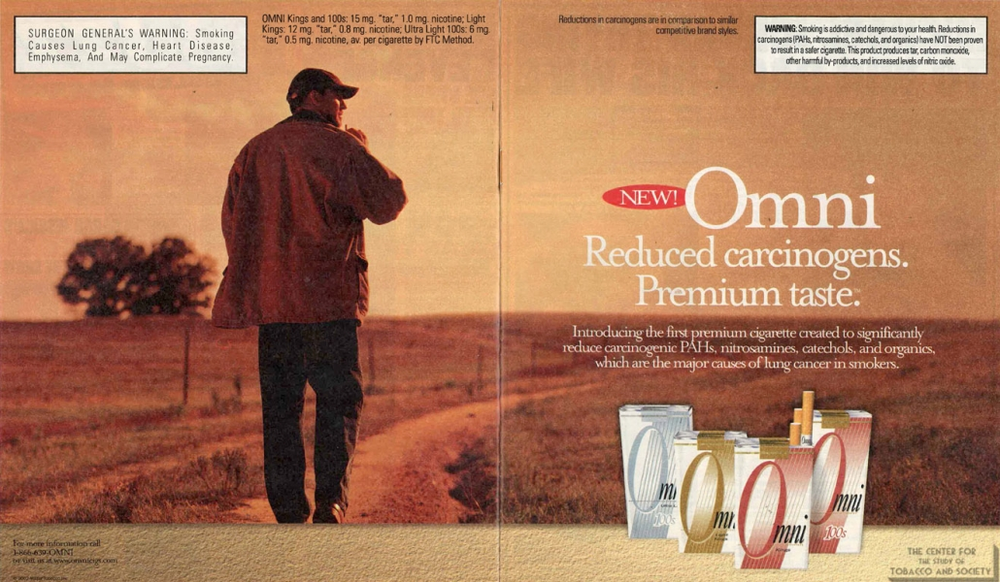 SURGEON GENERAL'S WARNING: Smoking
Causes Lung Cancer, Heart Disease,
Emphysema, And May Complicate Pregnancy.
OMNI Kings and 100s: 15 mg. "tar," 1.0 mg. nicotine; Light
Kings: 12 mg. "tar," 0.8 mg. nicotine; Ultra Light 100s: 6 mg.
"tar," 0.5 mg. nicotine, av. per cigarette by FTC Method.
Reductions in carcinogens are in comparison to similar
competitive brand styles.
WARNING: Smoking is addictive and dangerous to your health. Reductions in
carcinogens (PAHs, nitrosamines, catechols, and organics) have NOT been proven
to result in a safer cigarette. This product produces tar, carbon monoxide,
other harmful by-products, and increased levels of nitric oxide.
NEW! Omni
Reduced carcinogens.
Premium taste.
Introducing the first premium cigarette created to significantly
reduce carcinogenic PAHs, nitrosamines, catechols, and organics,
which are the major causes of lung cancer in smokers.
Omni
100s
Omni
Omni
Omni
100s
For more information call
1-866-639-OMNI
or visit us at www.omnicigs.com
THE CENTER FOR
THE STUDY OF
TOBACCO AND SOCIETY